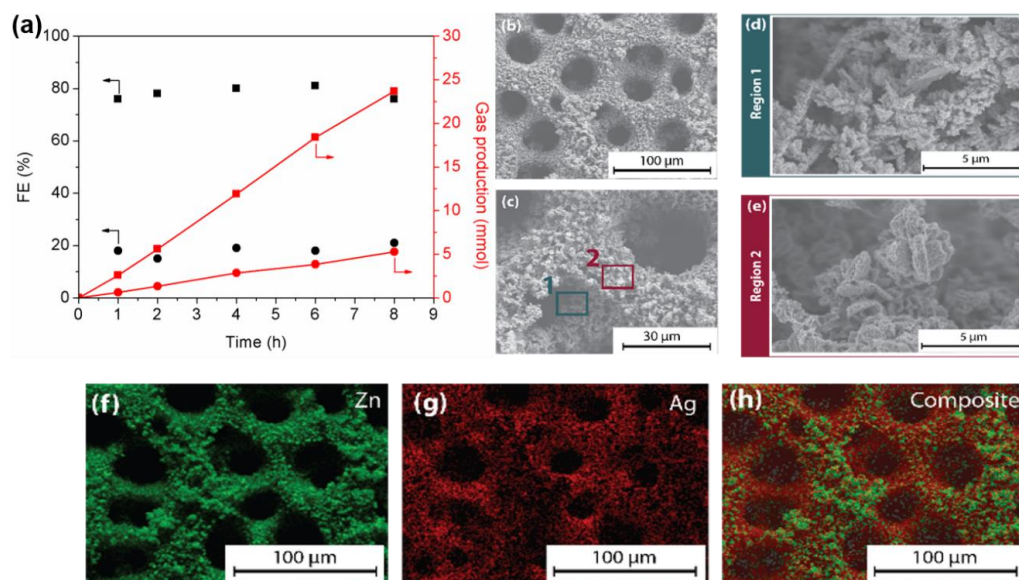 (a)
100
80
60
40
20
0
FE (%)
0 1 2 3 4 5 6 7 8 9
Time (h)
30
25
20
15
10
5
0
Gas production (mmol)
(b)
100 μm
(c)
1
2
30 μm
Region 1
(d)
5 μm
Region 2
(e)
5 μm
(f)
Zn
100 μm
(g)
Ag
100 μm
(h)
Composite
100 μm